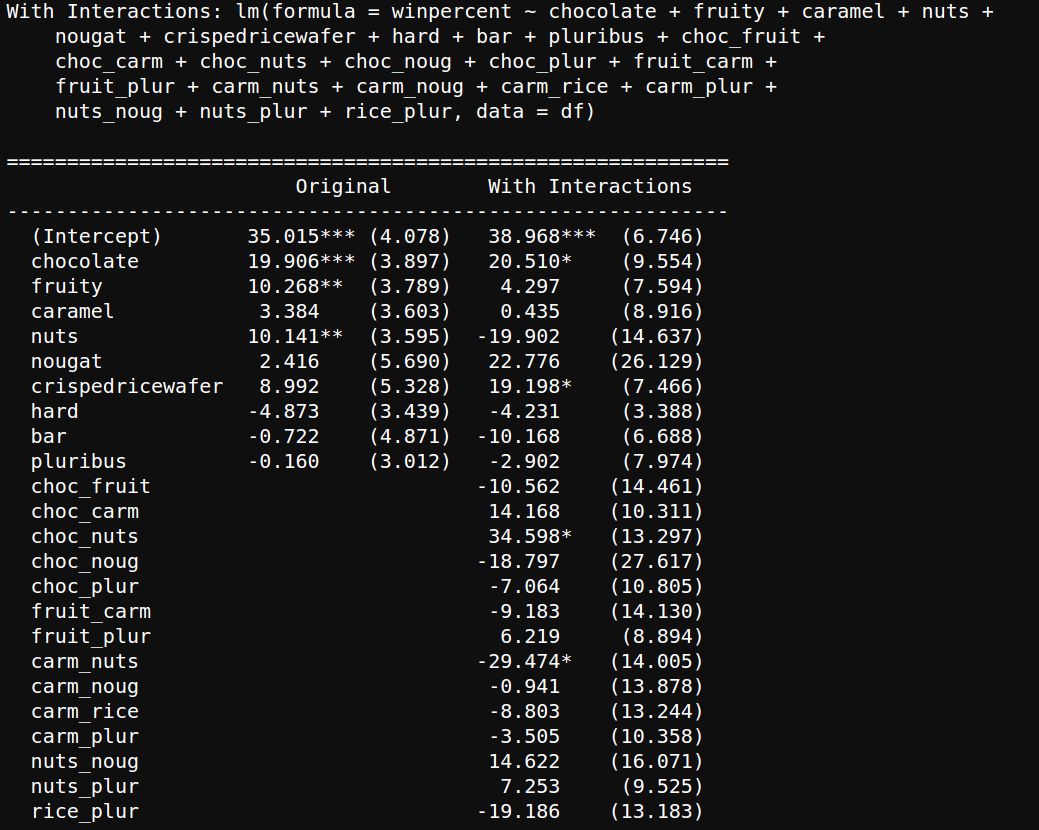 With Interactions: lm(formula = winpercent ~ chocolate + fruity + caramel + nuts +
    nougat + crispedricewafer + hard + bar + pluribus + choc_fruit +
    choc_carm + choc_nuts + choc_noug + choc_plur + fruit_carm +
    fruit_plur + carm_nuts + carm_noug + carm_rice + carm_plur +
    nuts_noug + nuts_plur + rice_plur, data = df)
============================================================
                        Original        With Interactions
------------------------------------------------------------
  (Intercept)       35.015*** (4.078)   38.968***  (6.746)
  chocolate         19.906*** (3.897)   20.510*    (9.554)
  fruity            10.268**  (3.789)    4.297     (7.594)
  caramel            3.384    (3.603)    0.435     (8.916)
  nuts              10.141**  (3.595)  -19.902    (14.637)
  nougat             2.416    (5.690)   22.776    (26.129)
  crispedricewafer   8.992    (5.328)   19.198*    (7.466)
  hard              -4.873    (3.439)   -4.231     (3.388)
  bar               -0.722    (4.871)  -10.168     (6.688)
  pluribus          -0.160    (3.012)   -2.902     (7.974)
  choc_fruit                           -10.562    (14.461)
  choc_carm                             14.168    (10.311)
  choc_nuts                             34.598*   (13.297)
  choc_noug                            -18.797    (27.617)
  choc_plur                             -7.064    (10.805)
  fruit_carm                            -9.183    (14.130)
  fruit_plur                             6.219     (8.894)
  carm_nuts                            -29.474*   (14.005)
  carm_noug                             -0.941    (13.878)
  carm_rice                             -8.803    (13.244)
  carm_plur                             -3.505    (10.358)
  nuts_noug                             14.622    (16.071)
  nuts_plur                              7.253     (9.525)
  rice_plur                            -19.186    (13.183)